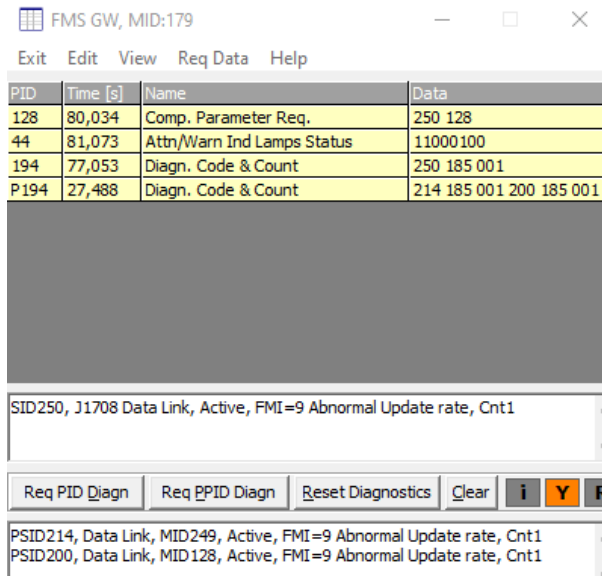 FMS GW, MID:179
Exit Edit View Req Data Help
PID Time [s] Name Data
128 80,034 Comp. Parameter Req. 250 128
44 81,073 Attn/Warn Ind Lamps Status 11000100
194 77,053 Diagn. Code & Count 250 185 001
P194 27,488 Diagn. Code & Count 214 185 001 200 185 001
SID250, J1708 Data Link, Active, FMI=9 Abnormal Update rate, Cnt1
Req PID Diagn Req PPID Diagn Reset Diagnostics Clear i Y
PSID214, Data Link, MID249, Active, FMI=9 Abnormal Update rate, Cnt1
PSID200, Data Link, MID128, Active, FMI=9 Abnormal Update rate, Cnt1